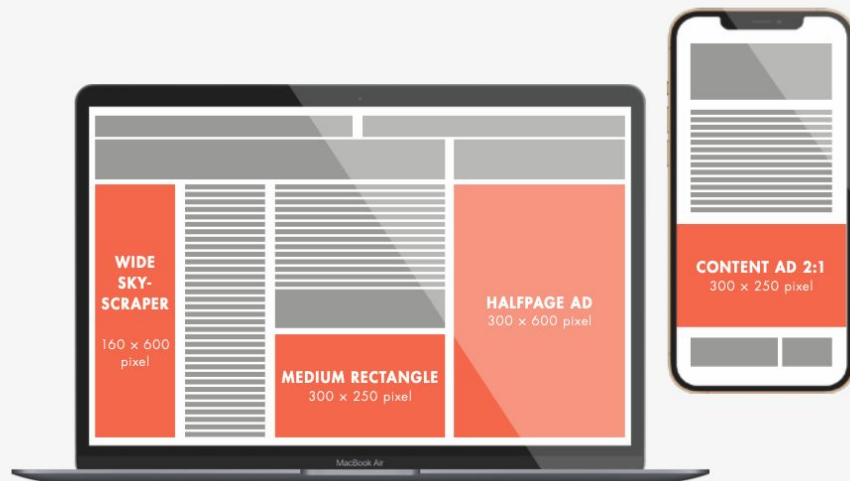 WIDE
SKY-
SCRAPER
160 × 600
pixel
MEDIUM RECTANGLE
300 × 250 pixel
HALFPAGE AD
300 × 600 pixel
MacBook Air
CONTENT AD 2:1
300 × 250 pixel